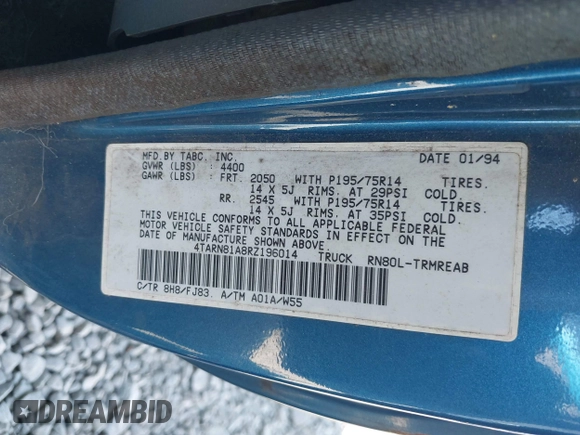 MFD.BY TABC, INC. DATE 01/94
GVWR (LBS) : 4400
GAWR (LBS) : FRT. 2050 WITH P195/75R14 TIRES.
14 X 5J RIMS. AT 29PSI COLD.
RR. 2545 WITH P195/75R14 TIRES.
14 X 5J RIMS. AT 35PSI COLD.
THIS VEHICLE CONFORMS TO ALL APPLICABLE FEDERAL
MOTOR VEHICLE SAFETY STANDARDS IN EFFECT ON THE
DATE OF MANUFACTURE SHOWN ABOVE.
4TARN81A8RZ196014 TRUCK RN80L-TRMREAB
C/TR 8H8/FJ83. A/TM A01A/W55
DREAMBID